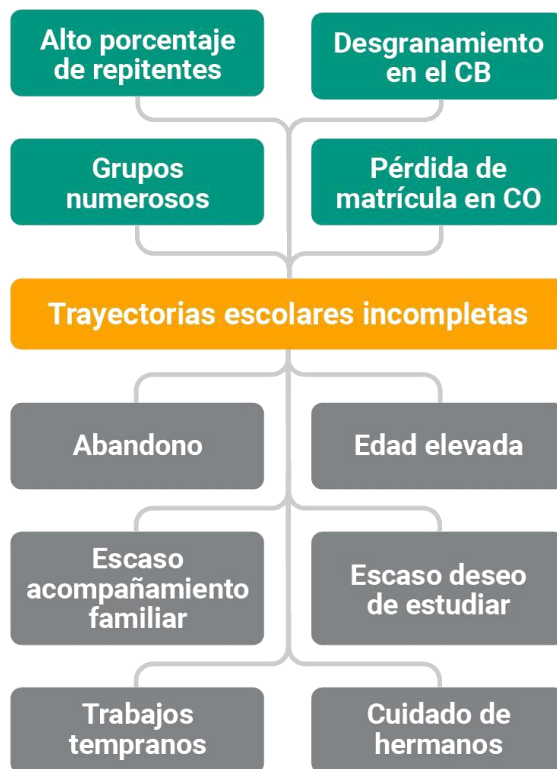 Alto porcentaje
de repitentes
Desgranamiento
en el CB
Grupos
numerosos
Pérdida de
matrícula en CO
Trayectorias escolares incompletas
Abandono
Edad elevada
Escaso
acompañamiento
familiar
Escaso deseo
de estudiar
Trabajos
tempranos
Cuidado de
hermanos